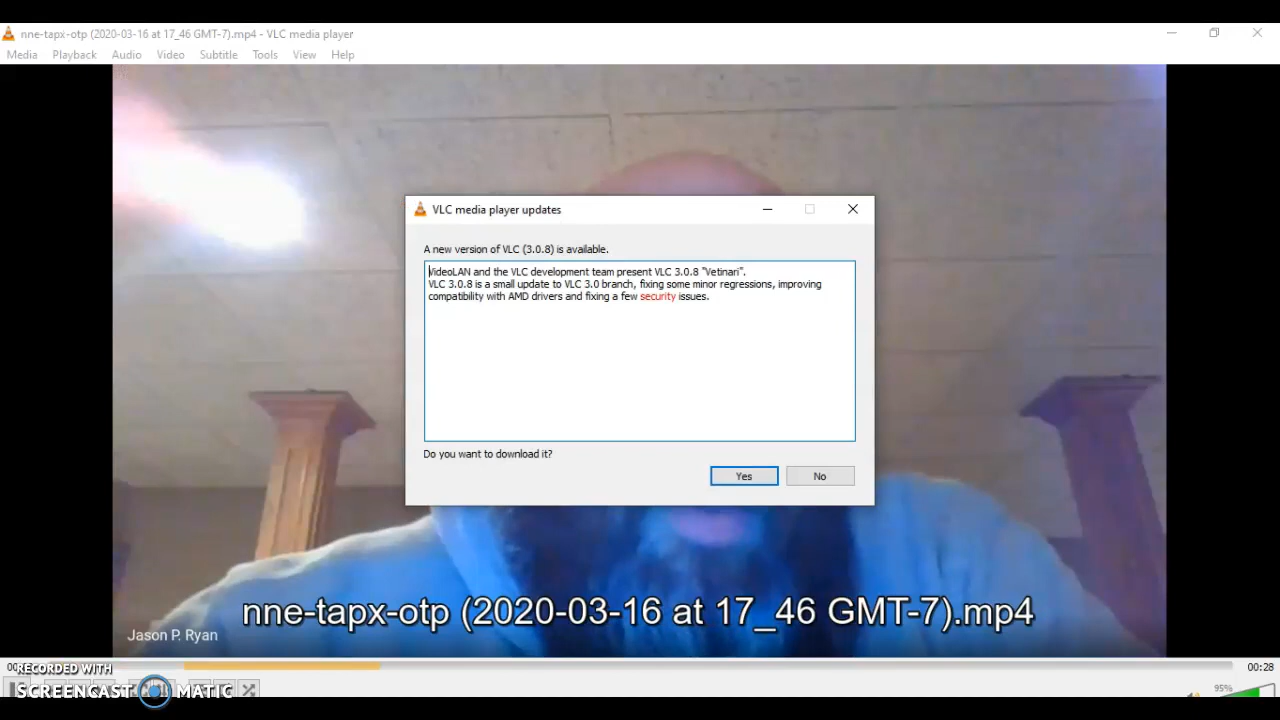 nne-tapx-otp (2020-03-16 at 17_46 GMT-7).mp4 - VLC media player
Media Playback Audio Video Subtitle Tools View Help
VLC media player updates
A new version of VLC (3.0.8) is available.
VideoLAN and the VLC development team present VLC 3.0.8 "Vetinari".
VLC 3.0.8 is a small update to VLC 3.0 branch, fixing some minor regressions, improving
compatibility with AMD drivers and fixing a few security issues.
Do you want to download it?
Yes No
nne-tapx-otp (2020-03-16 at 17_46 GMT-7).mp4
Jason P. Ryan
00:28
RECORDED WITH
SCREENCAST MATIC
95%